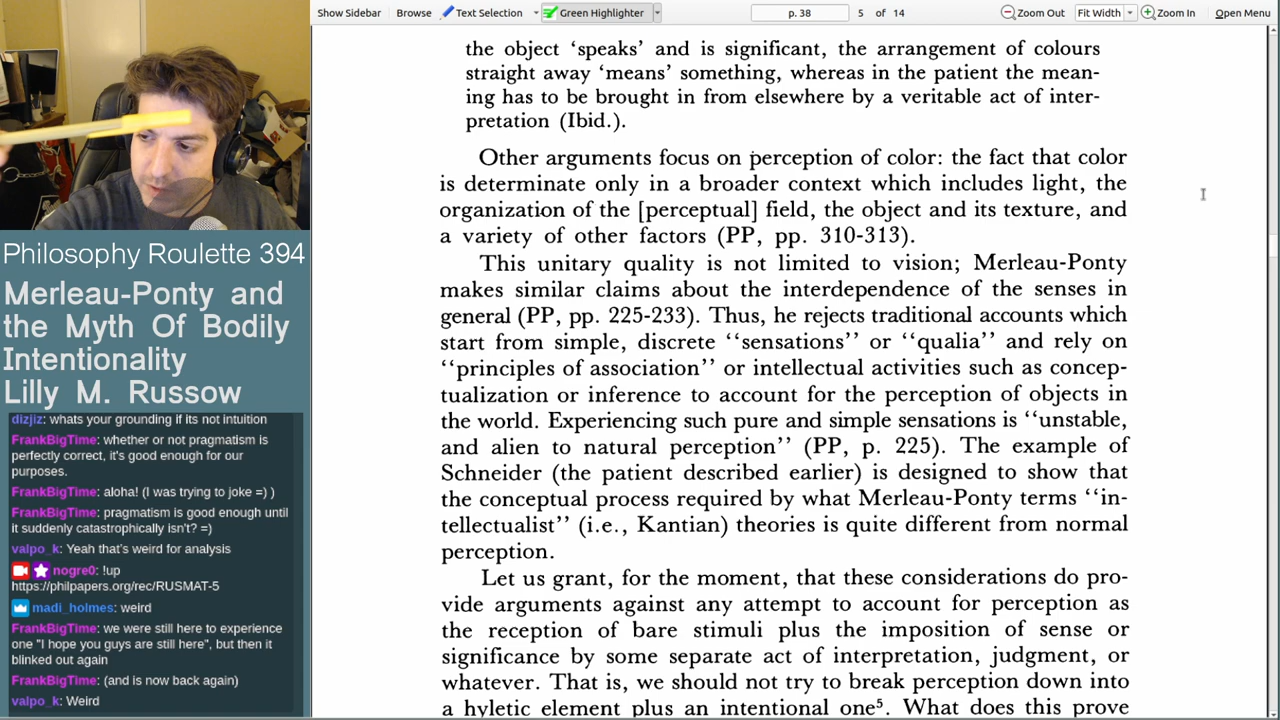 Show Sidebar Browse Text Selection Green Highlighter p. 38 5 of 14 Zoom Out Fit Width Zoom In Open Menu
the object ‘speaks’ and is significant, the arrangement of colours
straight away ‘means’ something, whereas in the patient the mean-
ing has to be brought in from elsewhere by a veritable act of inter-
pretation (Ibid.).
Other arguments focus on perception of color: the fact that color
is determinate only in a broader context which includes light, the
organization of the [perceptual] field, the object and its texture, and
a variety of other factors (PP, pp. 310-313).
This unitary quality is not limited to vision; Merleau-Ponty
makes similar claims about the interdependence of the senses in
general (PP, pp. 225-233). Thus, he rejects traditional accounts which
start from simple, discrete ‘‘sensations’’ or ‘‘qualia’’ and rely on
‘‘principles of association’’ or intellectual activities such as concep-
tualization or inference to account for the perception of objects in
the world. Experiencing such pure and simple sensations is ‘‘unstable,
and alien to natural perception’’ (PP, p. 225). The example of
Schneider (the patient described earlier) is designed to show that
the conceptual process required by what Merleau-Ponty terms ‘‘in-
tellectualist’’ (i.e., Kantian) theories is quite different from normal
perception.
Let us grant, for the moment, that these considerations do pro-
vide arguments against any attempt to account for perception as
the reception of bare stimuli plus the imposition of sense or
significance by some separate act of interpretation, judgment, or
whatever. That is, we should not try to break perception down into
a hyletic element plus an intentional one⁵. What does this prove
Philosophy Roulette 394
Merleau-Ponty and
the Myth Of Bodily
Intentionality
Lilly M. Russow
dizjiz: whats your grounding if its not intuition
FrankBigTime: whether or not pragmatism is
perfectly correct, it's good enough for our
purposes.
FrankBigTime: aloha! (I was trying to joke =) )
FrankBigTime: pragmatism is good enough until
it suddenly catastrophically isn't? =)
valpo_k: Yeah that's weird for analysis
nogre0: !up
https://philpapers.org/rec/RUSMAT-5
madi_holmes: weird
FrankBigTime: we were still here to experience
one "I hope you guys are still here", but then it
blinked out again
FrankBigTime: (and is now back again)
valpo_k: Weird